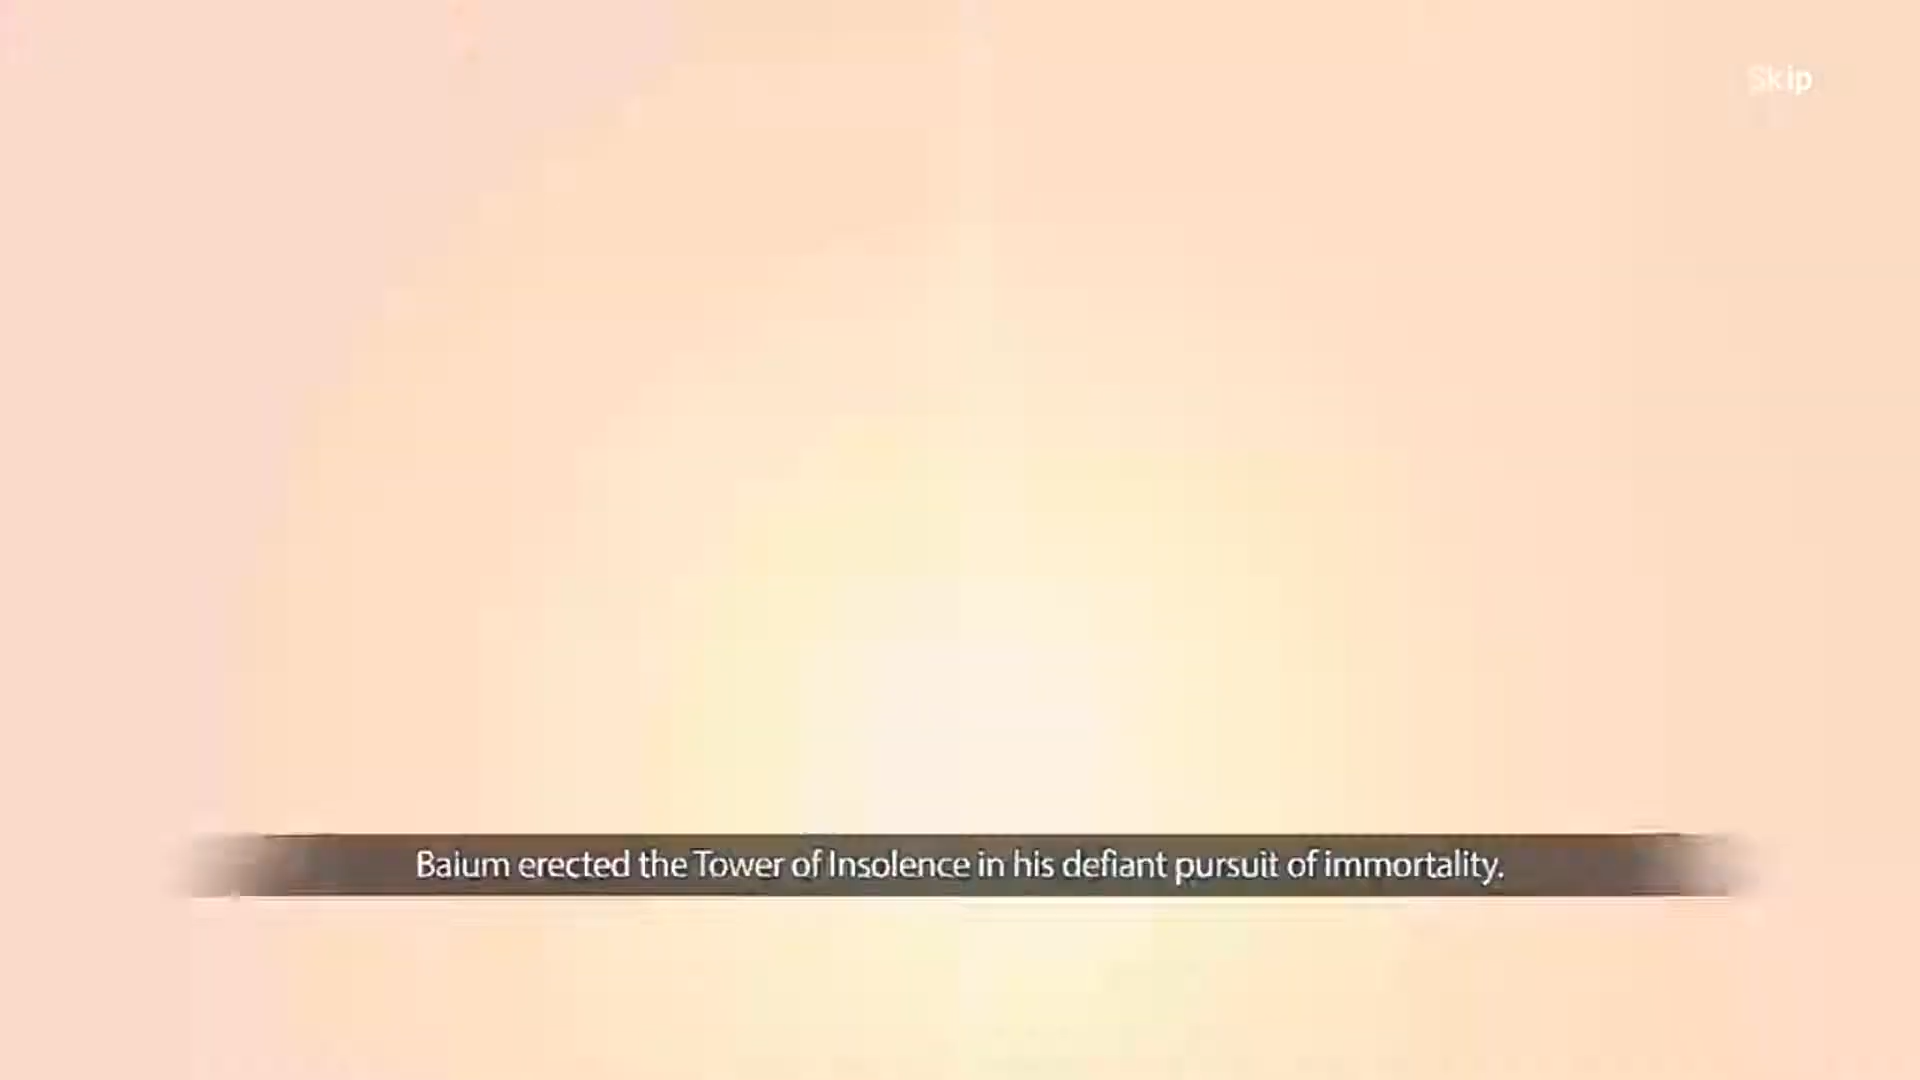 Skip
Baium erected the Tower of Insolence in his defiant pursuit of immortality.